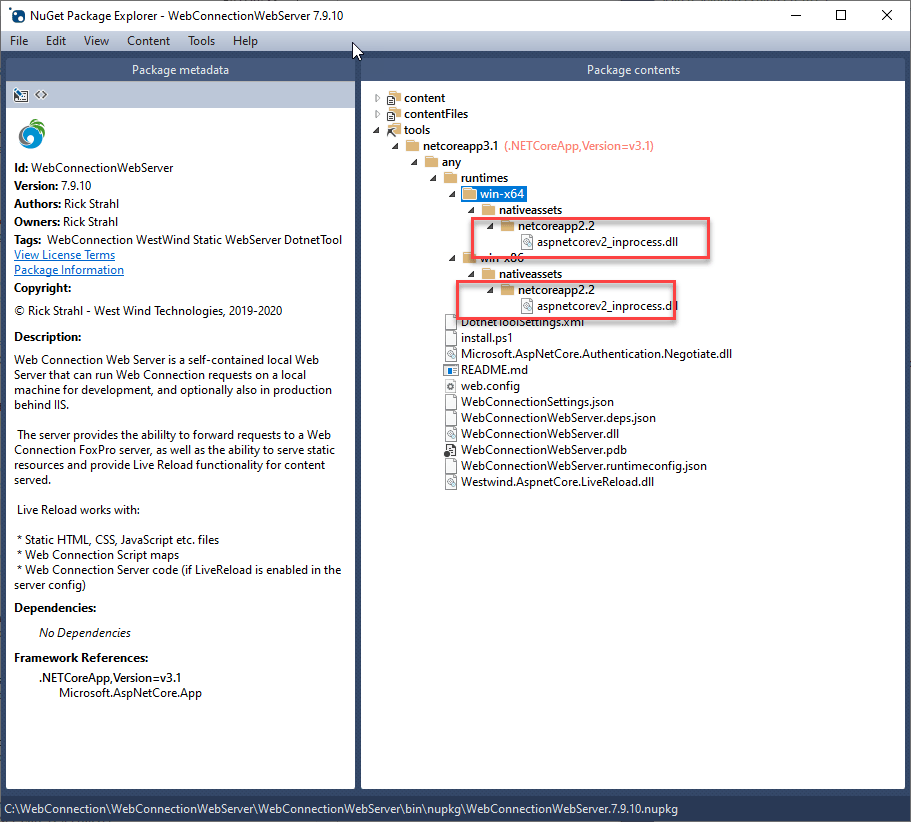 NuGet Package Explorer - WebConnectionWebServer 7.9.10
File Edit View Content Tools Help
Package metadata
Id: WebConnectionWebServer
Version: 7.9.10
Authors: Rick Strahl
Owners: Rick Strahl
Tags: WebConnection WestWind Static WebServer DotnetTool
View License Terms
Package Information
Copyright:
© Rick Strahl - West Wind Technologies, 2019-2020
Description:
Web Connection Web Server is a self-contained local Web
Server that can run Web Connection requests on a local
machine for development, and optionally also in production
behind IIS.
The server provides the abililty to forward requests to a Web
Connection FoxPro server, as well as the ability to serve static
resources and provide Live Reload functionality for content
served.
Live Reload works with:
* Static HTML, CSS, JavaScript etc. files
* Web Connection Script maps
* Web Connection Server code (if LiveReload is enabled in the
server config)
Dependencies:
No Dependencies
Framework References:
.NETCoreApp,Version=v3.1
Microsoft.AspNetCore.App
Package contents
content
contentFiles
tools
netcoreapp3.1 (.NETCoreApp,Version=v3.1)
any
runtimes
win-x64
nativeassets
netcoreapp2.2
aspnetcorev2_inprocess.dll
win-x86
nativeassets
netcoreapp2.2
aspnetcorev2_inprocess.dll
DotnetToolSettings.xml
install.ps1
Microsoft.AspNetCore.Authentication.Negotiate.dll
README.md
web.config
WebConnectionSettings.json
WebConnectionWebServer.deps.json
WebConnectionWebServer.dll
WebConnectionWebServer.pdb
WebConnectionWebServer.runtimeconfig.json
Westwind.AspnetCore.LiveReload.dll
C:\WebConnection\WebConnectionWebServer\WebConnectionWebServer\bin\nupkg\WebConnectionWebServer.7.9.10.nupkg